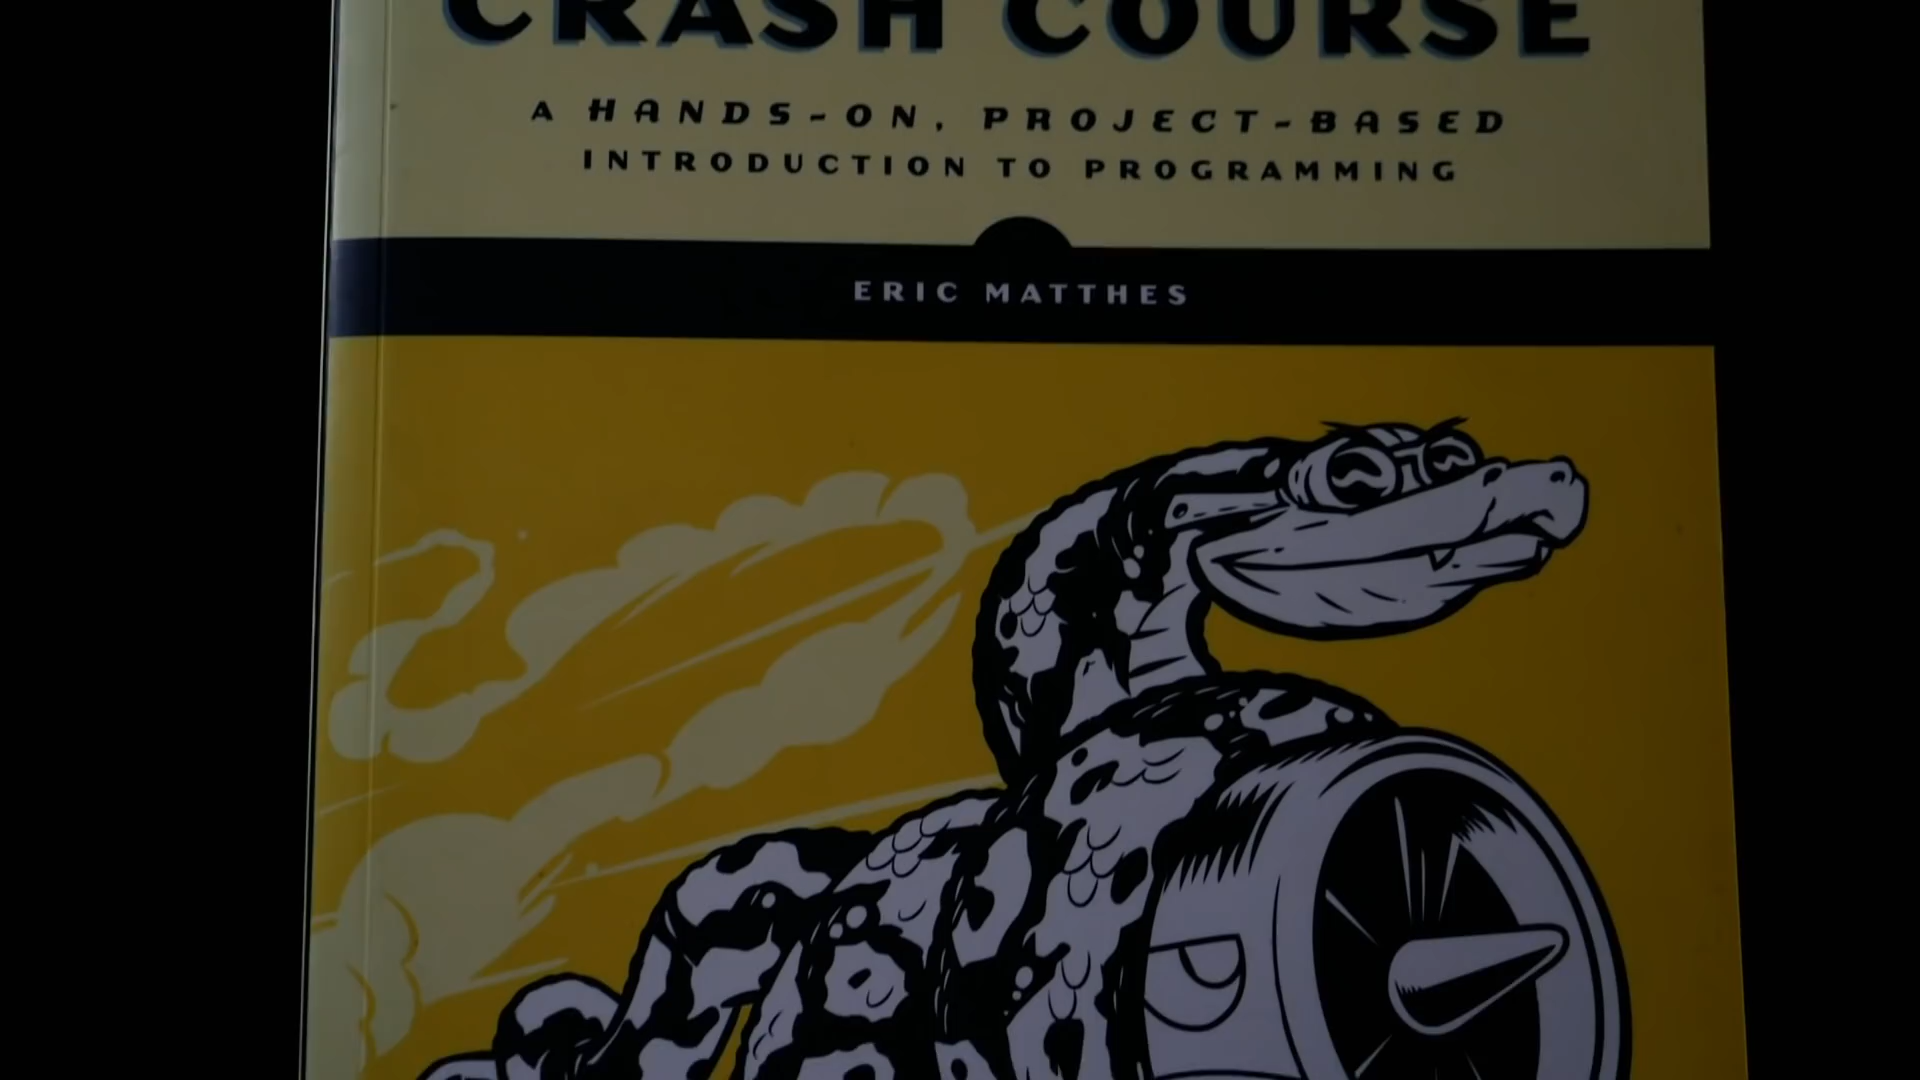 CRASH COURSE
A HANDS-ON, PROJECT-BASED
INTRODUCTION TO PROGRAMMING
ERIC MATTHES